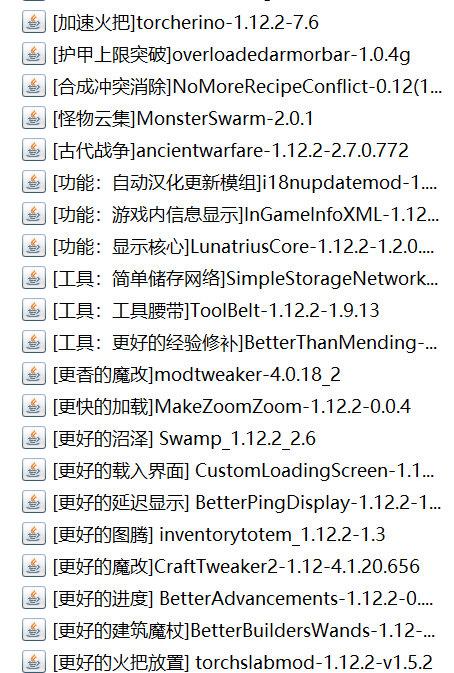 [加速火把]torcherino-1.12.2-7.6
[护甲上限突破]overloadedarmorbar-1.0.4g
[合成冲突消除]NoMoreRecipeConflict-0.12(1...
[怪物云集]MonsterSwarm-2.0.1
[古代战争]ancientwarfare-1.12.2-2.7.0.772
[功能：自动汉化更新模组]i18nupdatemod-1....
[功能：游戏内信息显示]InGameInfoXML-1.12...
[功能：显示核心]LunatriusCore-1.12.2-1.2.0....
[工具：简单储存网络]SimpleStorageNetwork...
[工具：工具腰带]ToolBelt-1.12.2-1.9.13
[工具：更好的经验修补]BetterThanMending-...
[更香的魔改]modtweaker-4.0.18_2
[更快的加载]MakeZoomZoom-1.12.2-0.0.4
[更好的沼泽] Swamp_1.12.2_2.6
[更好的载入界面] CustomLoadingScreen-1.1...
[更好的延迟显示] BetterPingDisplay-1.12.2-1...
[更好的图腾] inventorytotem_1.12.2-1.3
[更好的魔改]CraftTweaker2-1.12-4.1.20.656
[更好的进度] BetterAdvancements-1.12.2-0....
[更好的建筑魔杖]BetterBuildersWands-1.12-...
[更好的火把放置] torchslabmod-1.12.2-v1.5.2